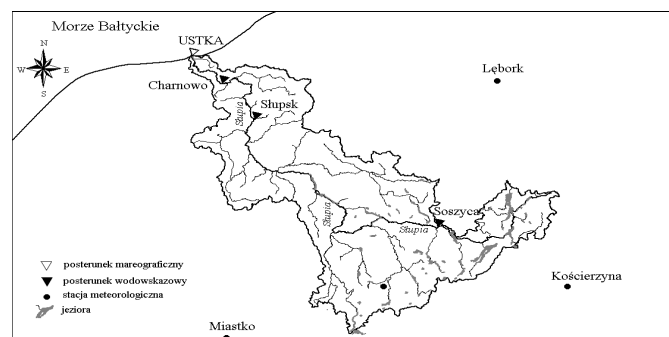 Morze Bałtyckie
USTKA
N
W E
S
Charnowo
Lębork
Słupsk
Słupia
Soszyca
Słupia
Słupia
posterunek mareograficzny
posterunek wodowskazowy
stacja meteorologiczna
jeziora
Kościerzyna
Miastko